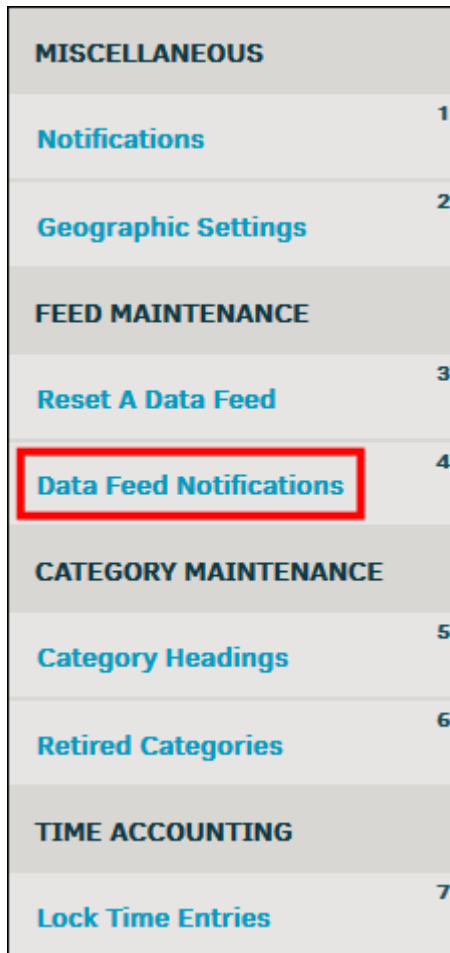 MISCELLANEOUS
1
Notifications
2
Geographic Settings
FEED MAINTENANCE
3
Reset A Data Feed
4
Data Feed Notifications
CATEGORY MAINTENANCE
5
Category Headings
6
Retired Categories
TIME ACCOUNTING
7
Lock Time Entries